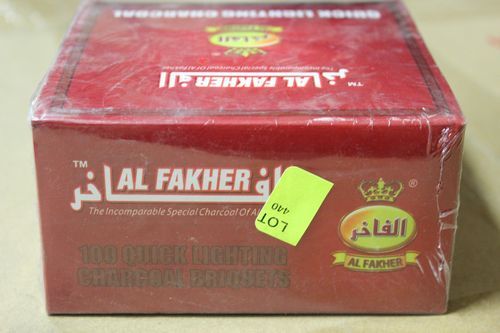 QUICK LIGHTING CHARCOAL
الفاخر
AL FAKHER الفاخر ™
The Incomparable Special Charcoal Of Al Fakher
™ AL FAKHER
The Incomparable Special Charcoal Of A
LOT
440
®
الفاخر
AL FAKHER
100 QUICK LIGHTING
CHARCOAL BRIQUETS